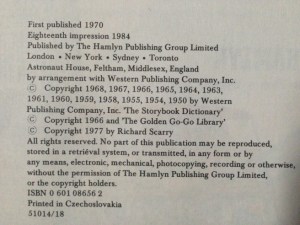 First published 1970
Eighteenth impression 1984
Published by The Hamlyn Publishing Group Limited
London • New York • Sydney • Toronto
Astronaut House, Feltham, Middlesex, England
by arrangement with Western Publishing Company, Inc.
© Copyright 1968, 1967, 1966, 1965, 1964, 1963,
1961, 1960, 1959, 1958, 1955, 1954, 1950 by Western
Publishing Company, Inc. 'The Storybook Dictionary'
© Copyright 1966 and 'The Golden Go-Go Library'
© Copyright 1977 by Richard Scarry
All rights reserved. No part of this publication may be reproduced,
stored in a retrieval system, or transmitted, in any form or by
any means, electronic, mechanical, photocopying, recording or otherwise,
without the permission of The Hamlyn Publishing Group Limited,
or the copyright holders.
ISBN 0 601 08656 2
Printed in Czechoslovakia
51014/18